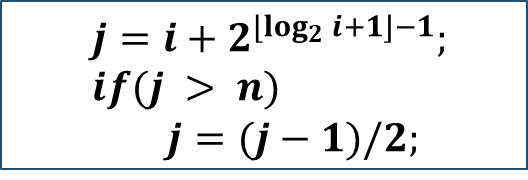 j = i + 2^{⌊log₂ i+1⌋−1};
if(j > n)
j = (j − 1)/2;